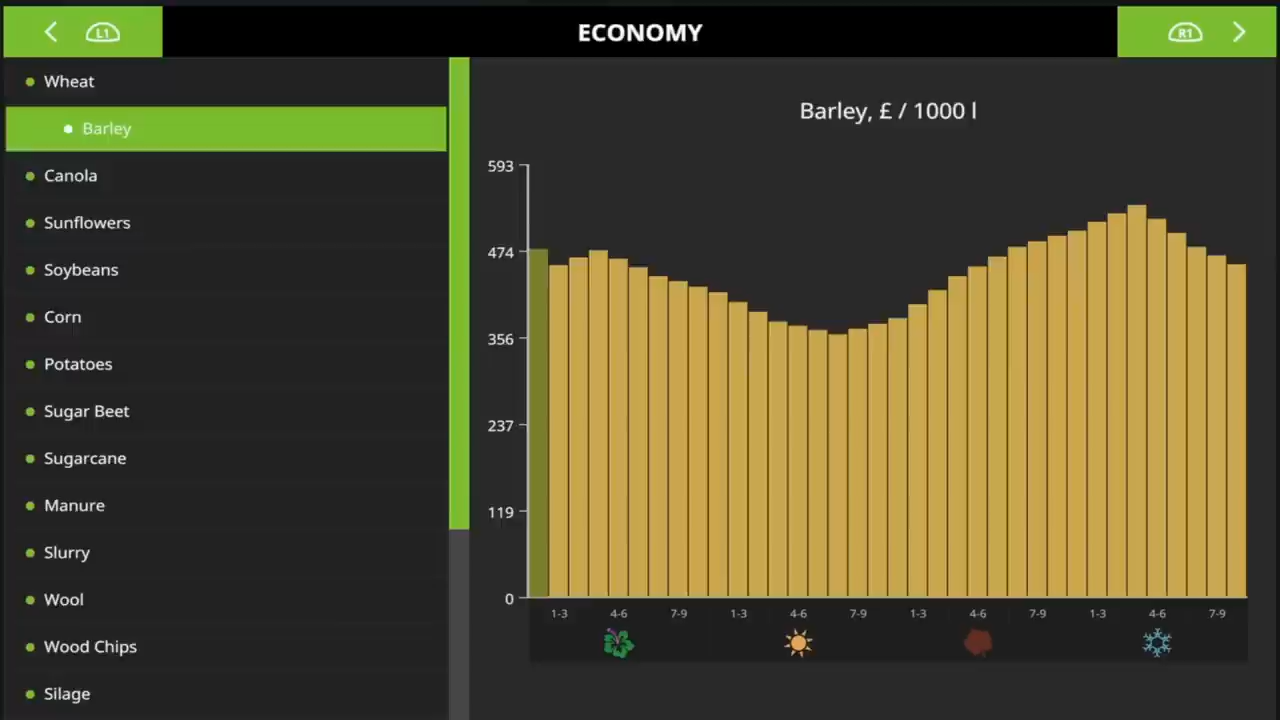 L1
ECONOMY
R1
Wheat
Barley
Canola
Sunflowers
Soybeans
Corn
Potatoes
Sugar Beet
Sugarcane
Manure
Slurry
Wool
Wood Chips
Silage
Barley, £ / 1000 l
593
474
356
237
119
0
1-3 4-6 7-9 1-3 4-6 7-9 1-3 4-6 7-9 1-3 4-6 7-9